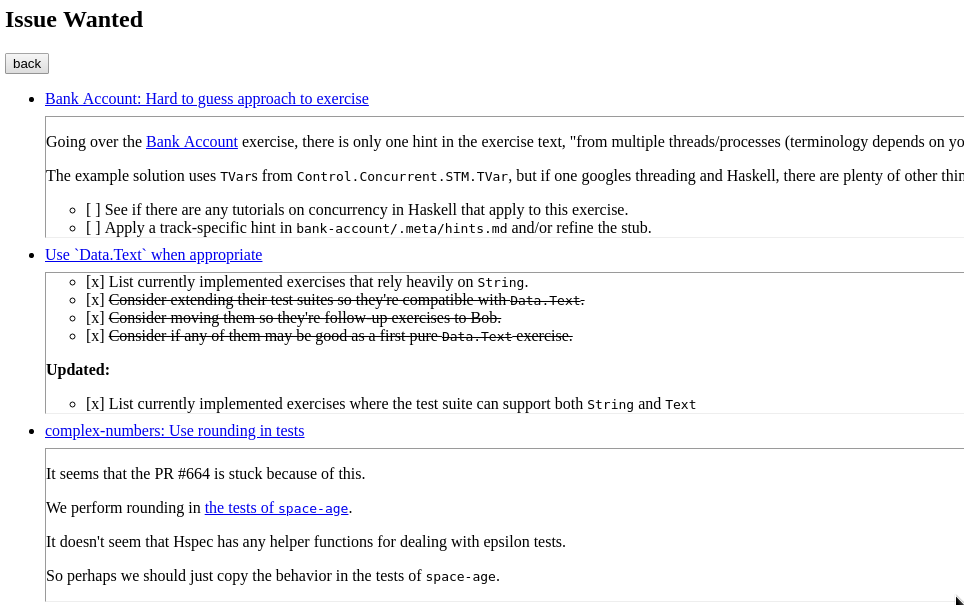 Issue Wanted
back
Bank Account: Hard to guess approach to exercise
Going over the Bank Account exercise, there is only one hint in the exercise text, "from multiple threads/processes (terminology depends on
The example solution uses TVars from Control.Concurrent.STM.TVar, but if one googles threading and Haskell, there are plenty of other
[ ] See if there are any tutorials on concurrency in Haskell that apply to this exercise.
[ ] Apply a track-specific hint in bank-account/.meta/hints.md and/or refine the stub.
Use `Data.Text` when appropriate
[x] List currently implemented exercises that rely heavily on String.
[x] Consider extending their test suites so they're compatible with Data.Text.
[x] Consider moving them so they're follow-up exercises to Bob.
[x] Consider if any of them may be good as a first pure Data.Text exercise.
Updated:
[x] List currently implemented exercises where the test suite can support both String and Text
complex-numbers: Use rounding in tests
It seems that the PR #664 is stuck because of this.
We perform rounding in the tests of space-age.
It doesn't seem that Hspec has any helper functions for dealing with epsilon tests.
So perhaps we should just copy the behavior in the tests of space-age.